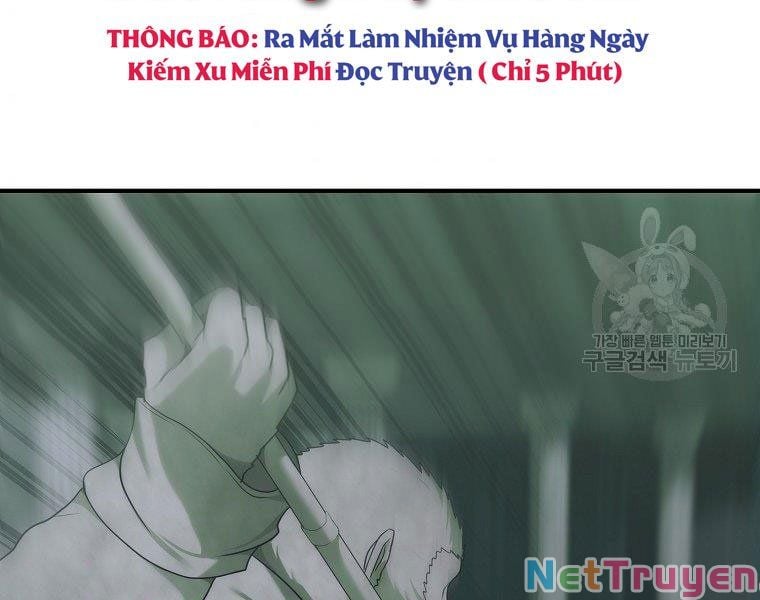 THÔNG BÁO: Ra Mắt Làm Nhiệm Vụ Hàng Ngày
Kiếm Xu Miễn Phí Đọc Truyện ( Chỉ 5 Phút)
가장 빠른 웹툰 미리보기
구글검색 뉴토끼
NetTruyen